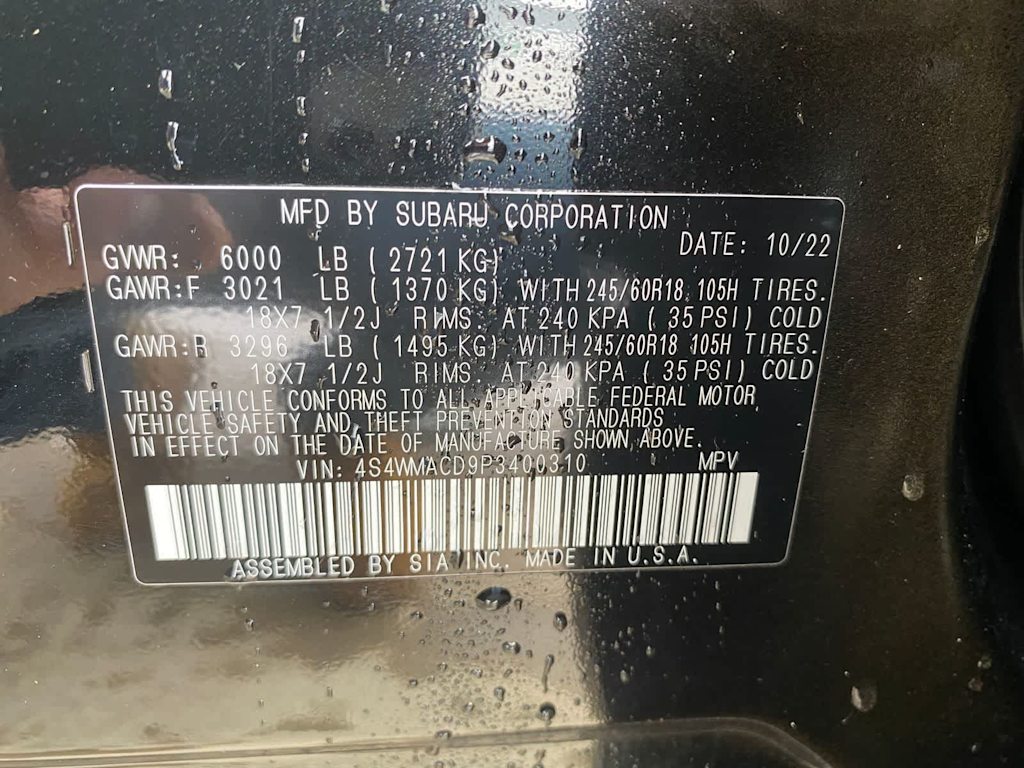 MFD BY SUBARU CORPORATION
DATE: 10/22
GVWR: 6000 LB ( 2721 KG)
GAWR:F 3021 LB ( 1370 KG) WITH 245/60R18 105H TIRES.
18X7 1/2J RIMS. AT 240 KPA ( 35 PSI) COLD
GAWR:R 3296 LB ( 1495 KG) WITH 245/60R18 105H TIRES.
18X7 1/2J RIMS. AT 240 KPA ( 35 PSI) COLD
THIS VEHICLE CONFORMS TO ALL APPLICABLE FEDERAL MOTOR
VEHICLE SAFETY AND THEFT PREVENTION STANDARDS
IN EFFECT ON THE DATE OF MANUFACTURE SHOWN ABOVE.
VIN: 4S4WMACD9P3400310 MPV
ASSEMBLED BY SIA INC. MADE IN U.S.A.